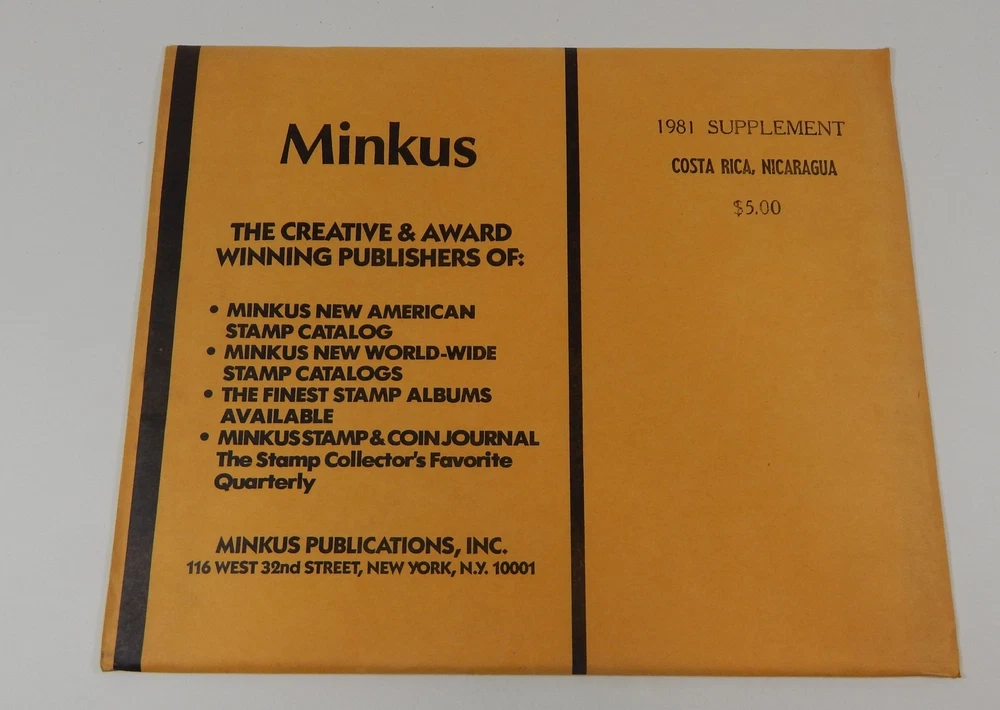 Minkus
THE CREATIVE & AWARD
WINNING PUBLISHERS OF:
• MINKUS NEW AMERICAN
STAMP CATALOG
• MINKUS NEW WORLD-WIDE
STAMP CATALOGS
• THE FINEST STAMP ALBUMS
AVAILABLE
• MINKUS STAMP & COIN JOURNAL
The Stamp Collector's Favorite
Quarterly
MINKUS PUBLICATIONS, INC.
116 WEST 32nd STREET, NEW YORK, N.Y. 10001
1981 SUPPLEMENT
COSTA RICA, NICARAGUA
$5.00